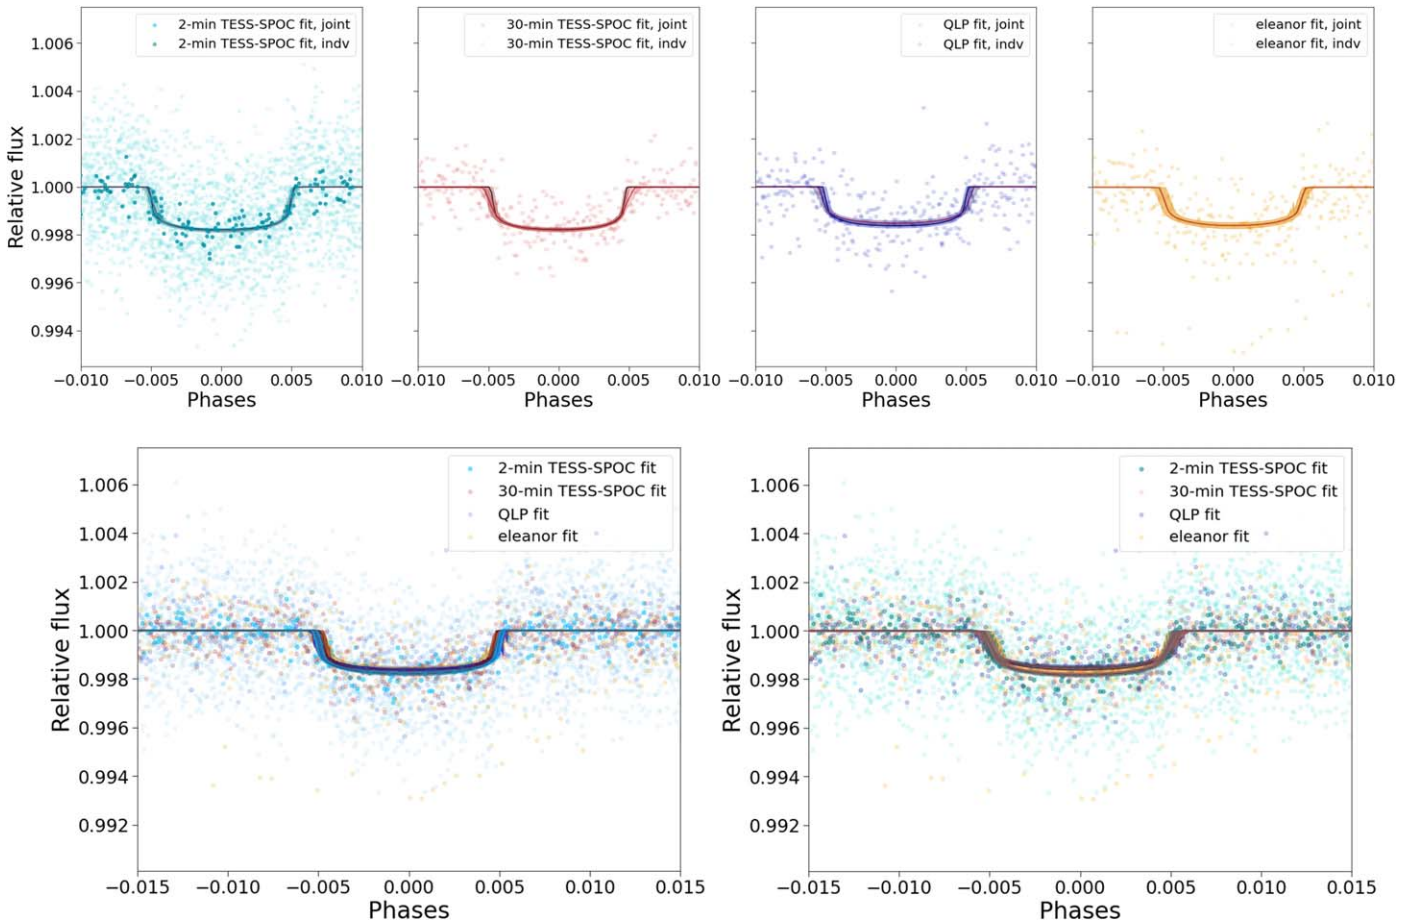 2-min TESS-SPOC fit, joint
2-min TESS-SPOC fit, indv
30-min TESS-SPOC fit, joint
30-min TESS-SPOC fit, indv
QLP fit, joint
QLP fit, indv
eleanor fit, joint
eleanor fit, indv
Relative flux
1.006
1.004
1.002
1.000
0.998
0.996
0.994
−0.010 −0.005 0.000 0.005 0.010
−0.010 −0.005 0.000 0.005 0.010
−0.010 −0.005 0.000 0.005 0.010
−0.010 −0.005 0.000 0.005 0.010
Phases
Phases
Phases
Phases
2-min TESS-SPOC fit
30-min TESS-SPOC fit
QLP fit
eleanor fit
Relative flux
1.006
1.004
1.002
1.000
0.998
0.996
0.994
0.992
−0.015 −0.010 −0.005 0.000 0.005 0.010 0.015
Phases
2-min TESS-SPOC fit
30-min TESS-SPOC fit
QLP fit
eleanor fit
Relative flux
1.006
1.004
1.002
1.000
0.998
0.996
0.994
0.992
−0.015 −0.010 −0.005 0.000 0.005 0.010 0.015
Phases